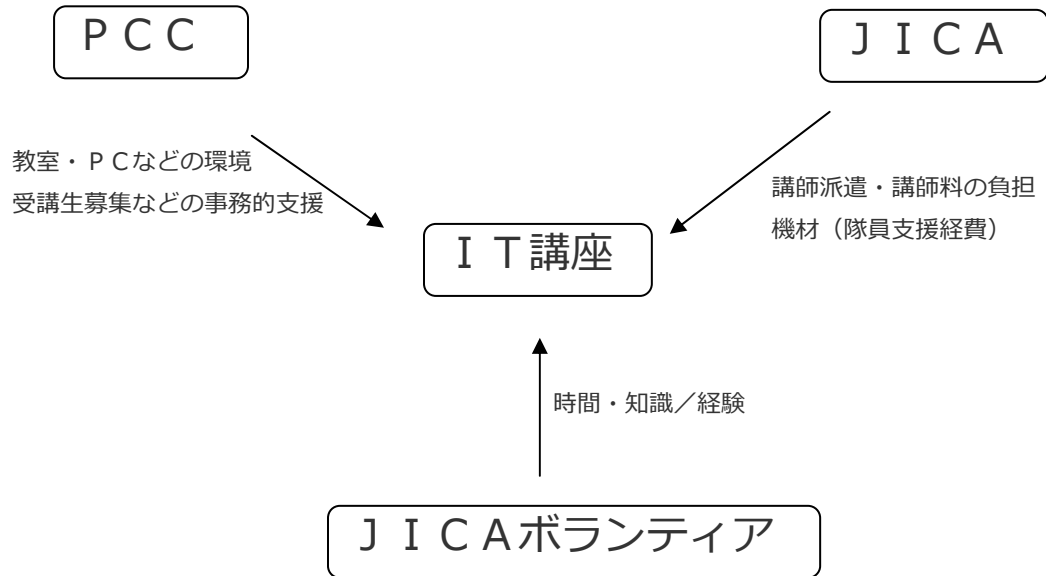 ＰＣＣ
ＪＩＣＡ
教室・ＰＣなどの環境
受講生募集などの事務的支援
講師派遣・講師料の負担
機材（隊員支援経費）
ＩＴ講座
時間・知識／経験
ＪＩＣＡボランティア